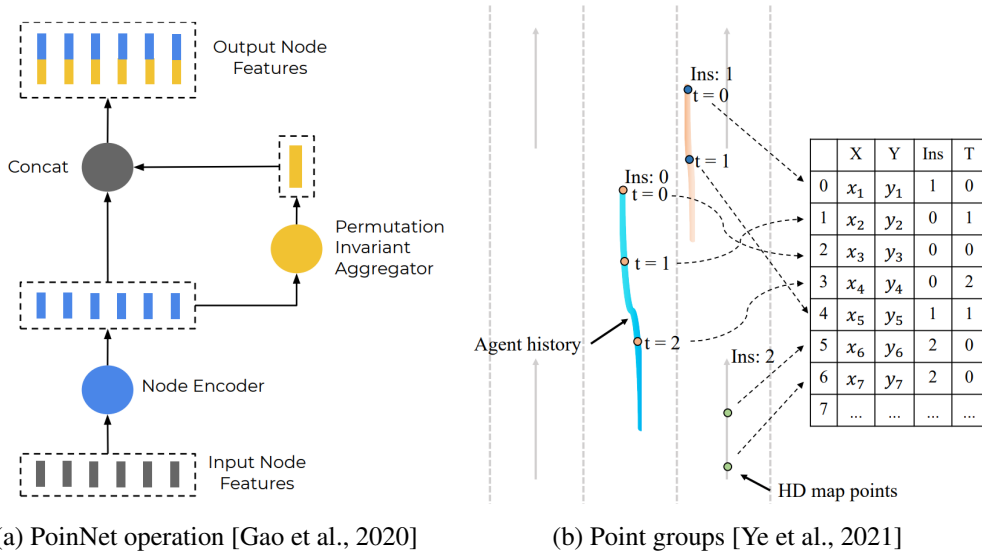 Output Node
Features
Concat
Permutation
Invariant
Aggregator
Node Encoder
Input Node
Features
Ins: 1
t = 0
t = 1
Ins: 0
t = 0
t = 1
t = 2
Agent history
Ins: 2
HD map points
X Y Ins T
0 x₁ y₁ 1 0
1 x₂ y₂ 0 1
2 x₃ y₃ 0 0
3 x₄ y₄ 0 2
4 x₅ y₅ 1 1
5 x₆ y₆ 2 0
6 x₇ y₇ 2 0
7 ... ... ... ...
a) PoinNet operation [Gao et al., 2020]
(b) Point groups [Ye et al., 2021]